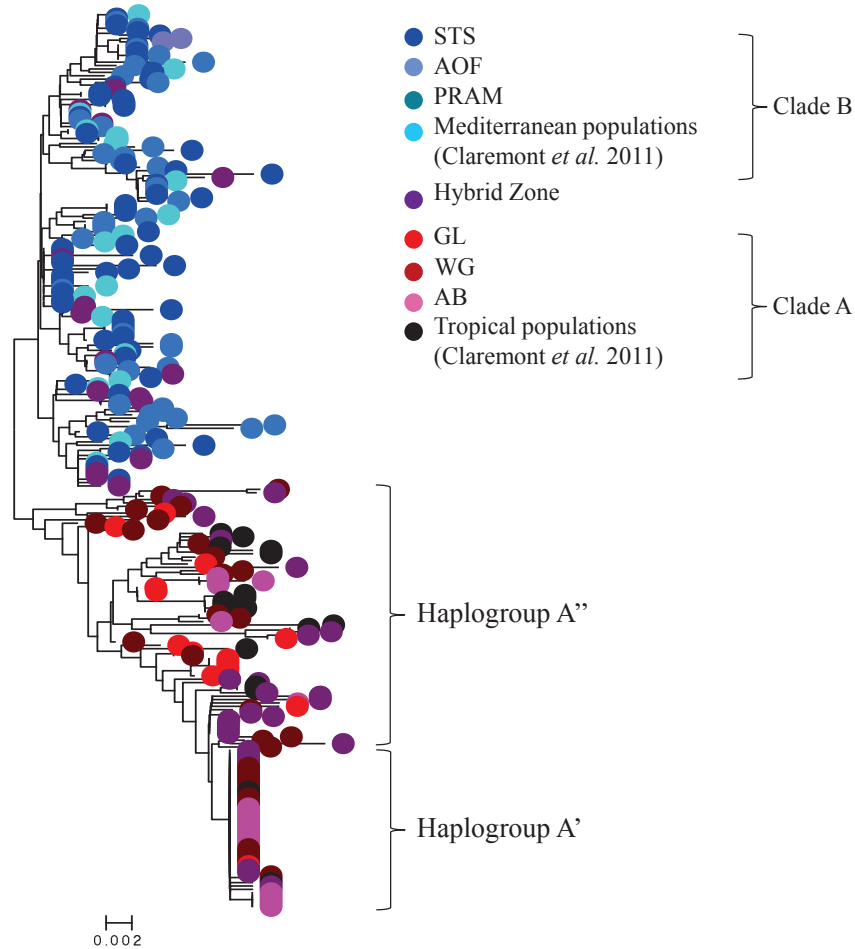 STS
AOF
PRAM
Mediterranean populations
(Claremont et al. 2011)
Hybrid Zone
GL
WG
AB
Tropical populations
(Claremont et al. 2011)
Clade B
Clade A
Haplogroup A’’
Haplogroup A’
0.002